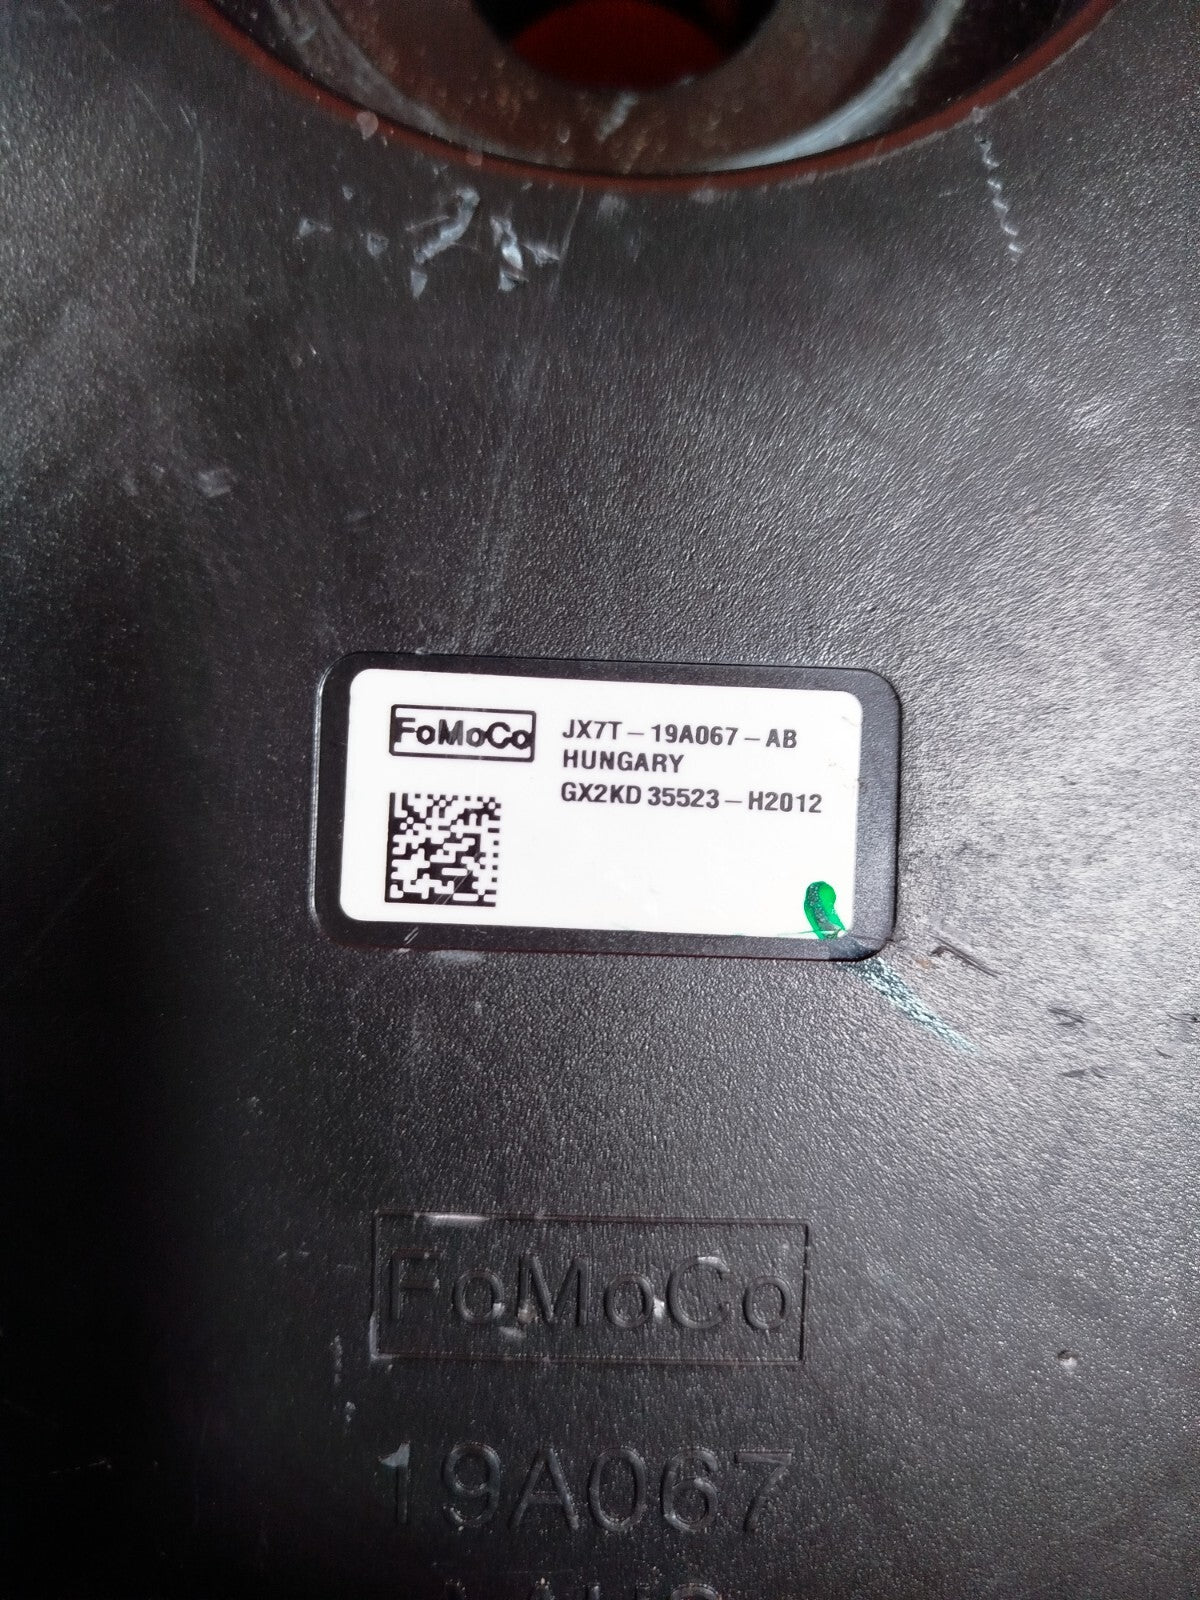 FoMoCo
JX7T-19A067-AB
HUNGARY
GX2KD 35523-H2012
FoMoCo
19A067